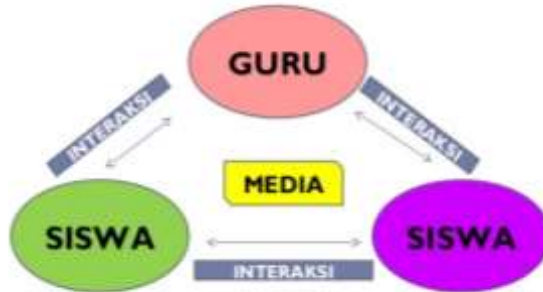 GURU
INTERAKSI
INTERAKSI
MEDIA
SISWA
SISWA
INTERAKSI